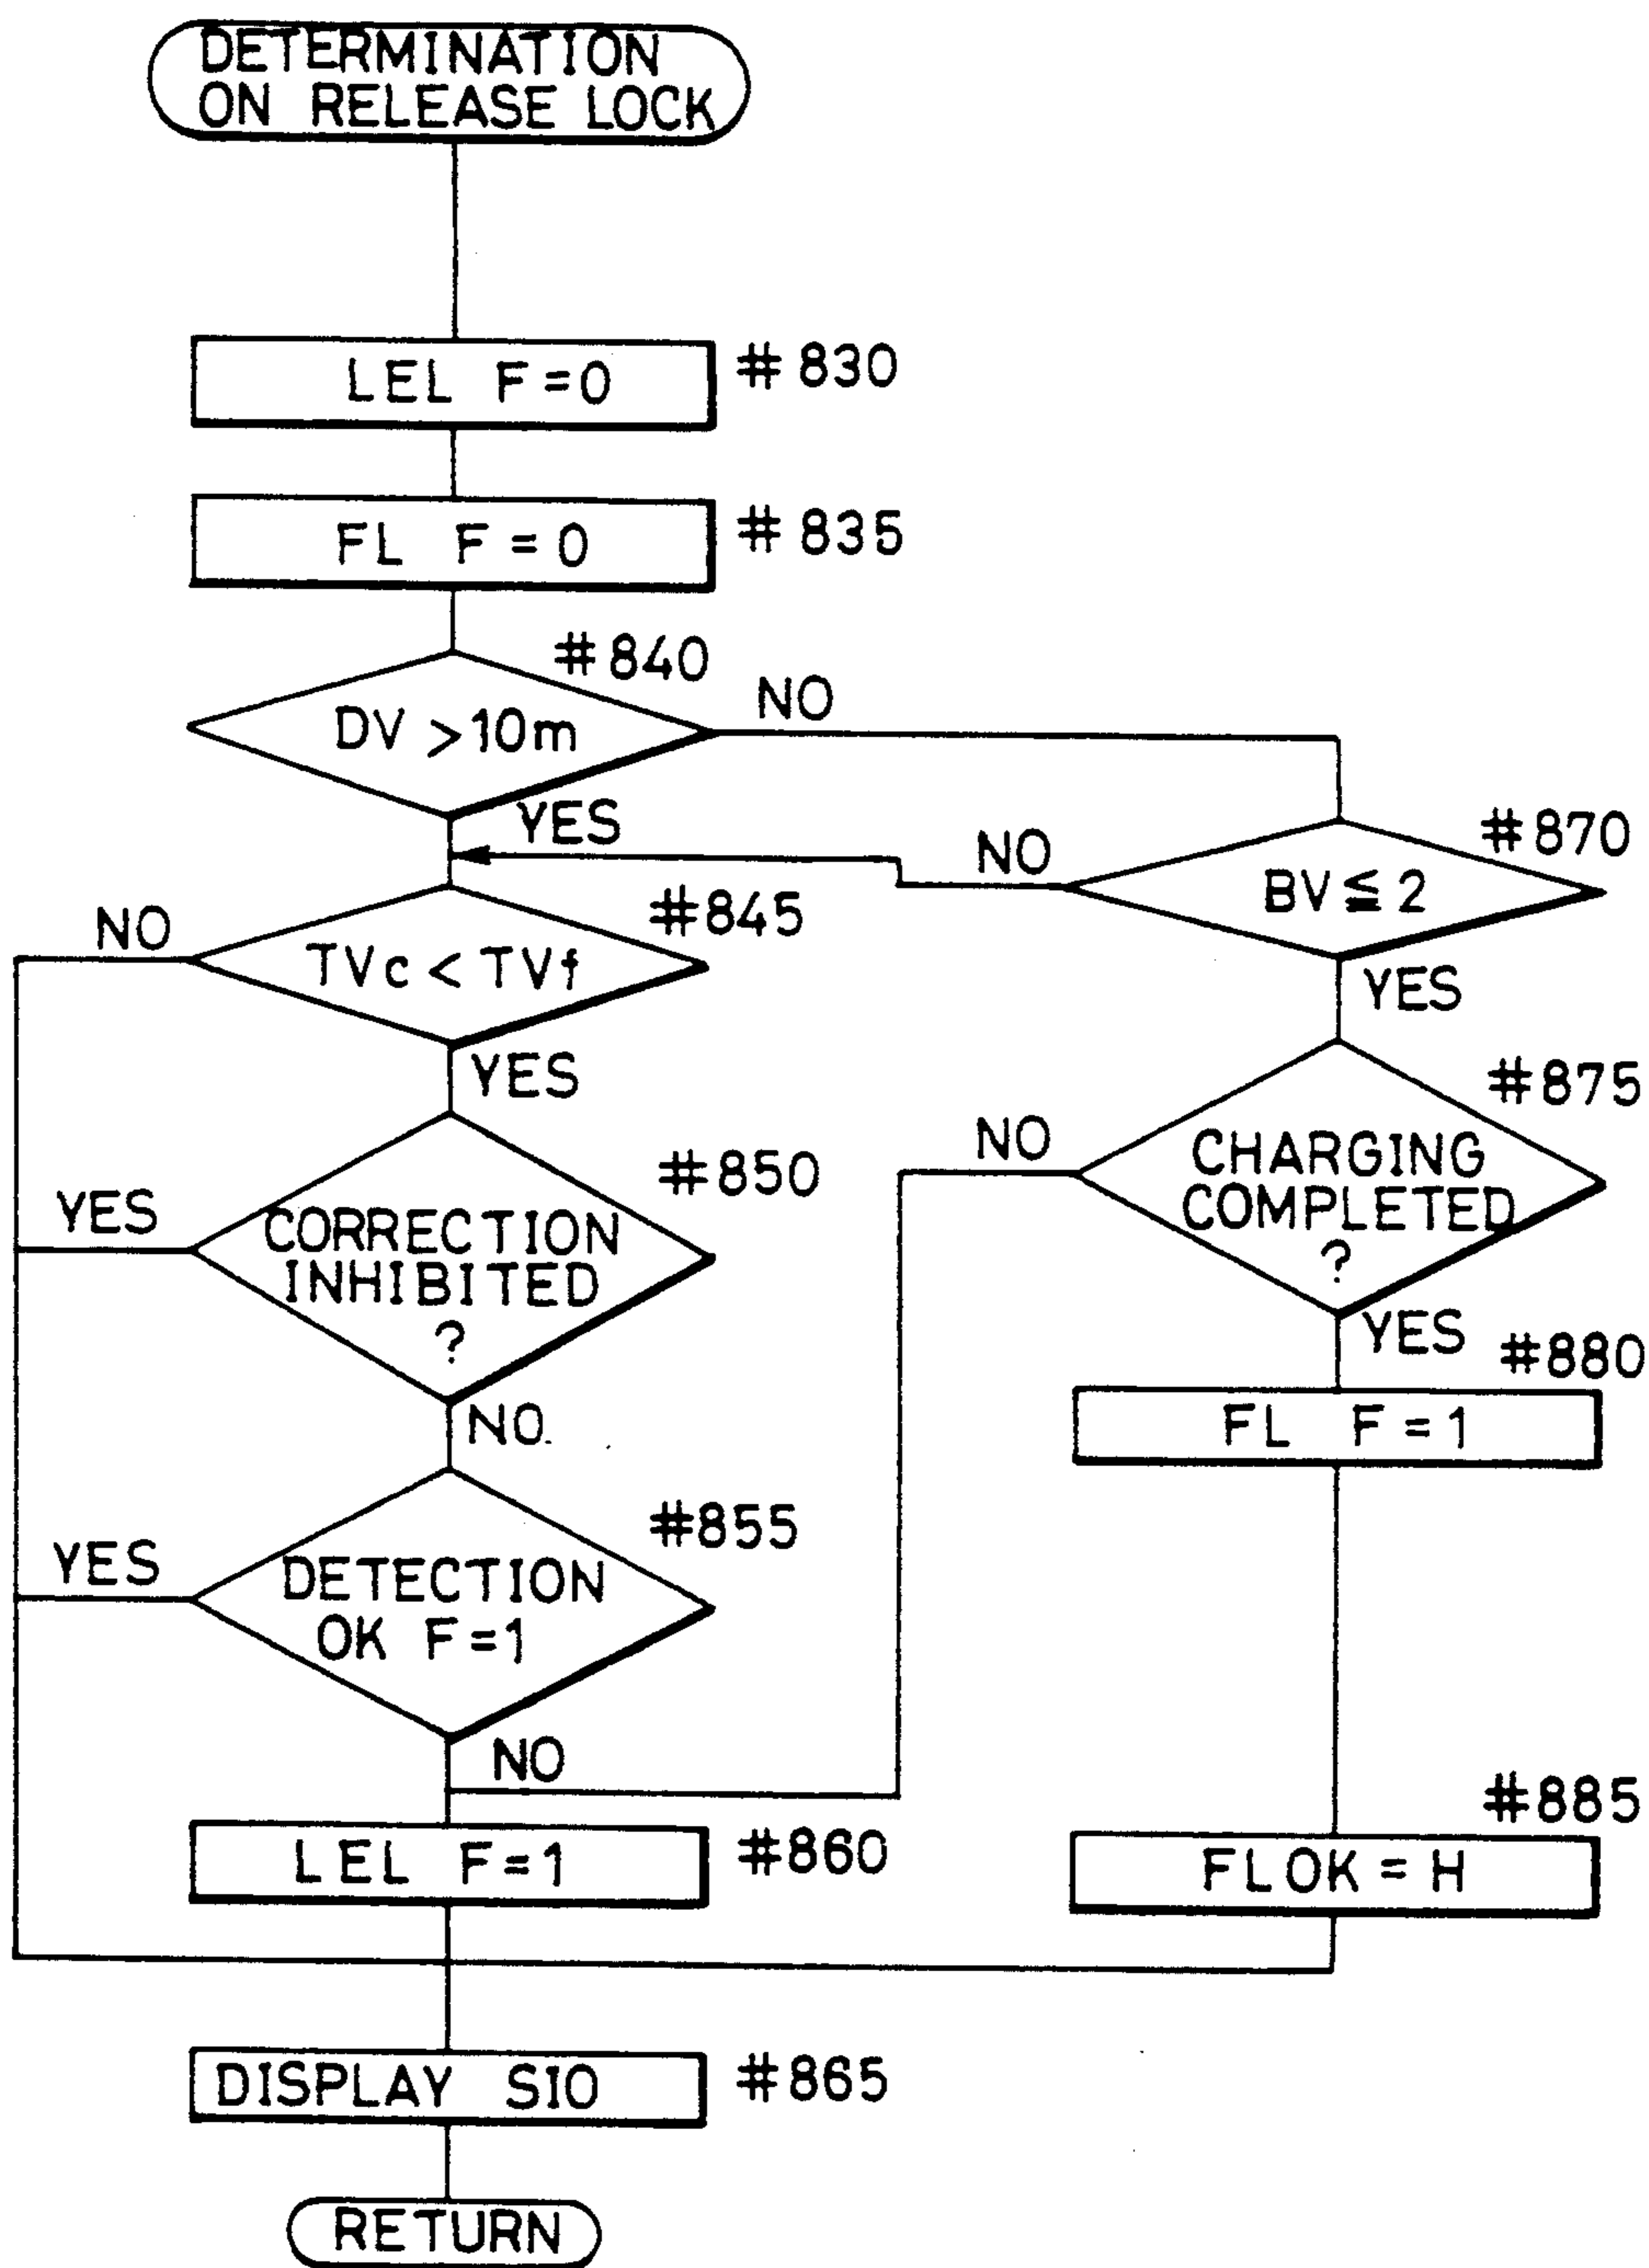 DETERMINATION
ON RELEASE LOCK
LEL F=0
#830
FL F=0
#835
#840
DV >10m
NO
YES
#870
NO
BV≦2
#845
NO
TVc < TVf
YES
YES
#875
#850
NO
CHARGING
COMPLETED
?
YES
CORRECTION
INHIBITED
?
YES
#880
NO
FL F=1
#855
YES
DETECTION
OK F=1
NO
#885
LEL F=1
#860
FLOK=H
DISPLAY SIO
#865
RETURN